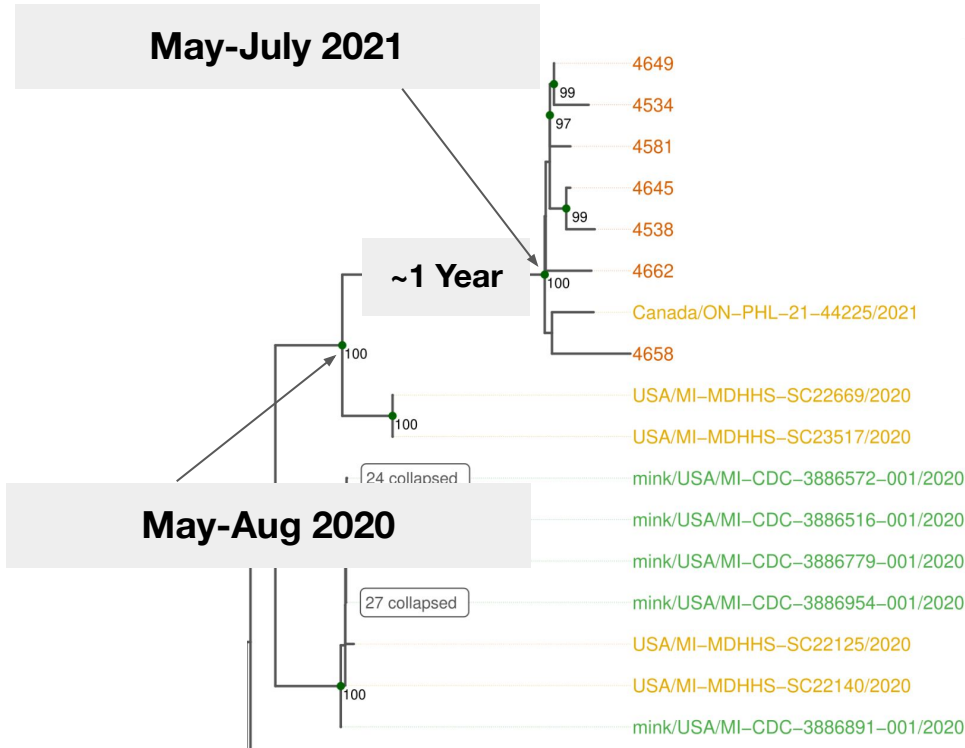 May-July 2021
4649
99
4534
97
4581
4645
99
4538
~1 Year
4662
100
Canada/ON−PHL−21−44225/2021
100
4658
USA/MI−MDHHS−SC22669/2020
100
USA/MI−MDHHS−SC23517/2020
24 collapsed
mink/USA/MI−CDC−3886572−001/2020
May-Aug 2020
mink/USA/MI−CDC−3886516−001/2020
mink/USA/MI−CDC−3886779−001/2020
27 collapsed
mink/USA/MI−CDC−3886954−001/2020
USA/MI−MDHHS−SC22125/2020
USA/MI−MDHHS−SC22140/2020
100
mink/USA/MI−CDC−3886891−001/2020